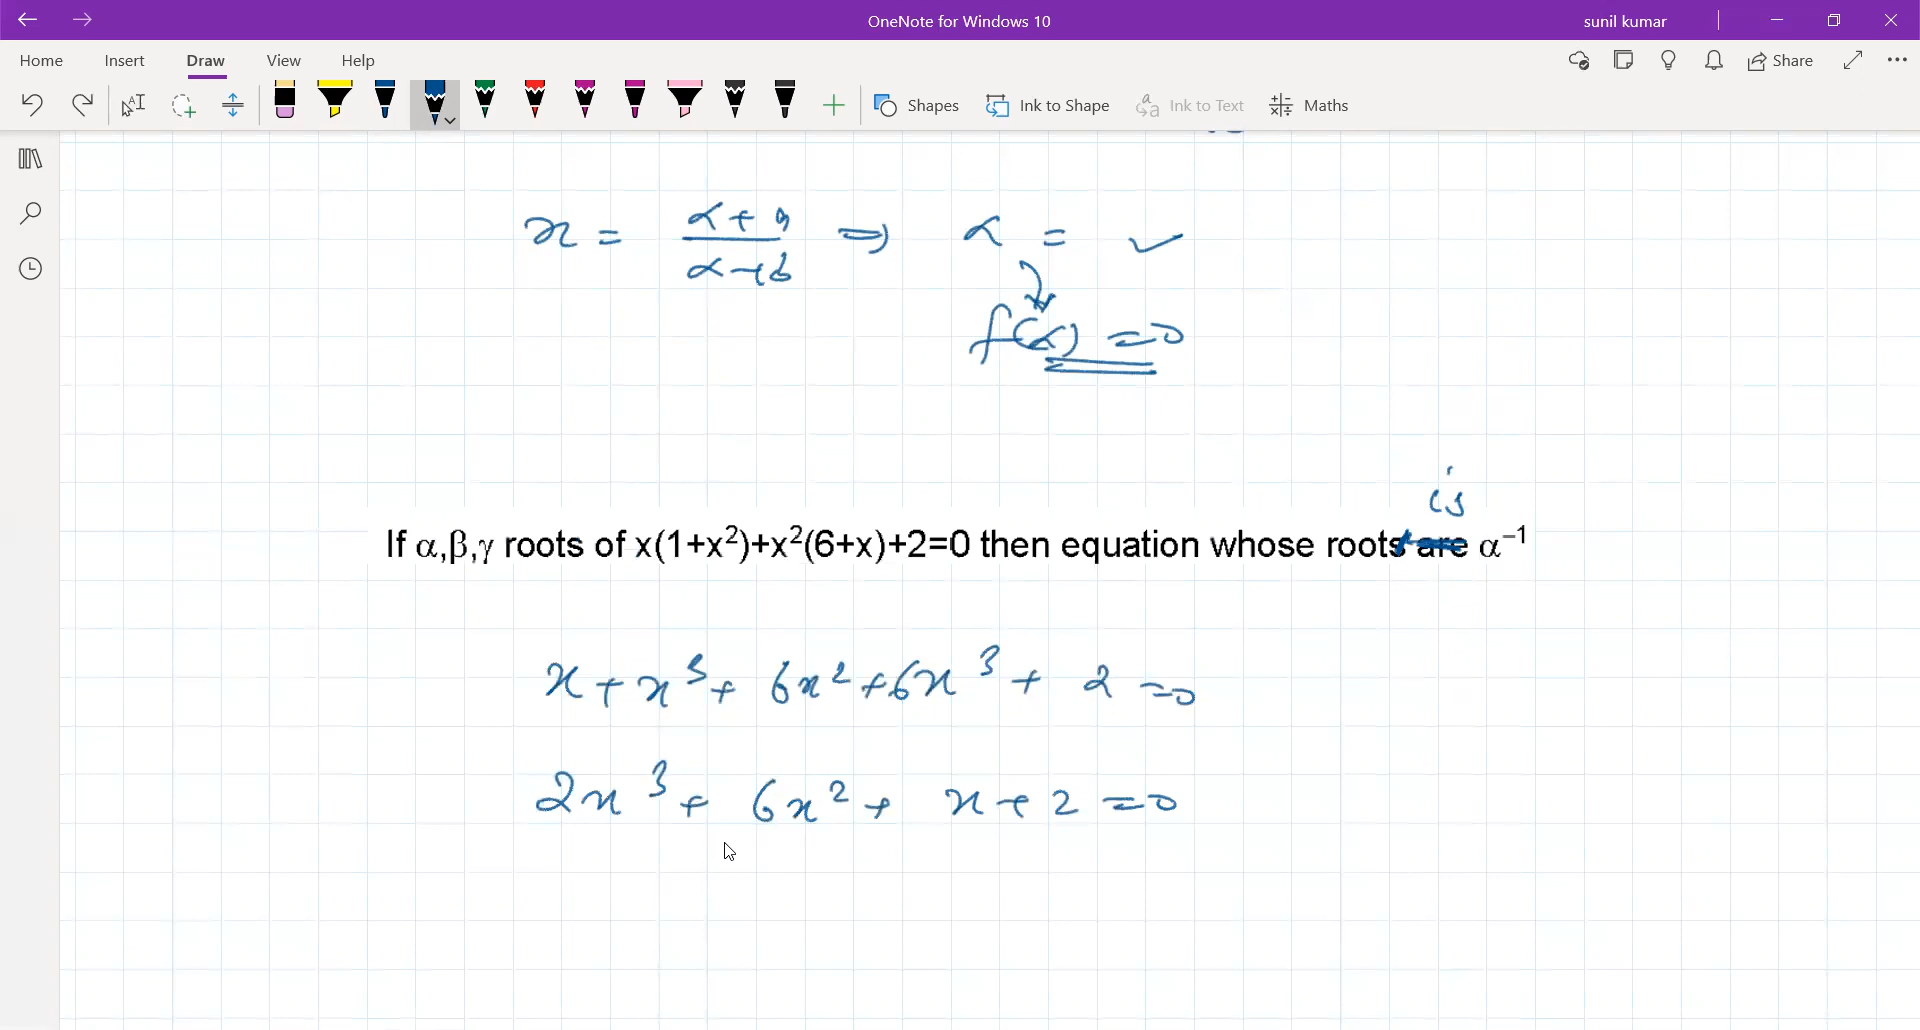 OneNote for Windows 10
sunil kumar
Home Insert Draw View Help
Share
Shapes Ink to Shape Ink to Text Maths
x = (α+a)/(α+b) ⇒ α = ✓
f(α) = 0
is
If α,β,γ roots of x(1+x²)+x²(6+x)+2=0 then equation whose roots are α⁻¹
x + x³ + 6x² + 6x³ + 2 = 0
2x³ + 6x² + x + 2 = 0